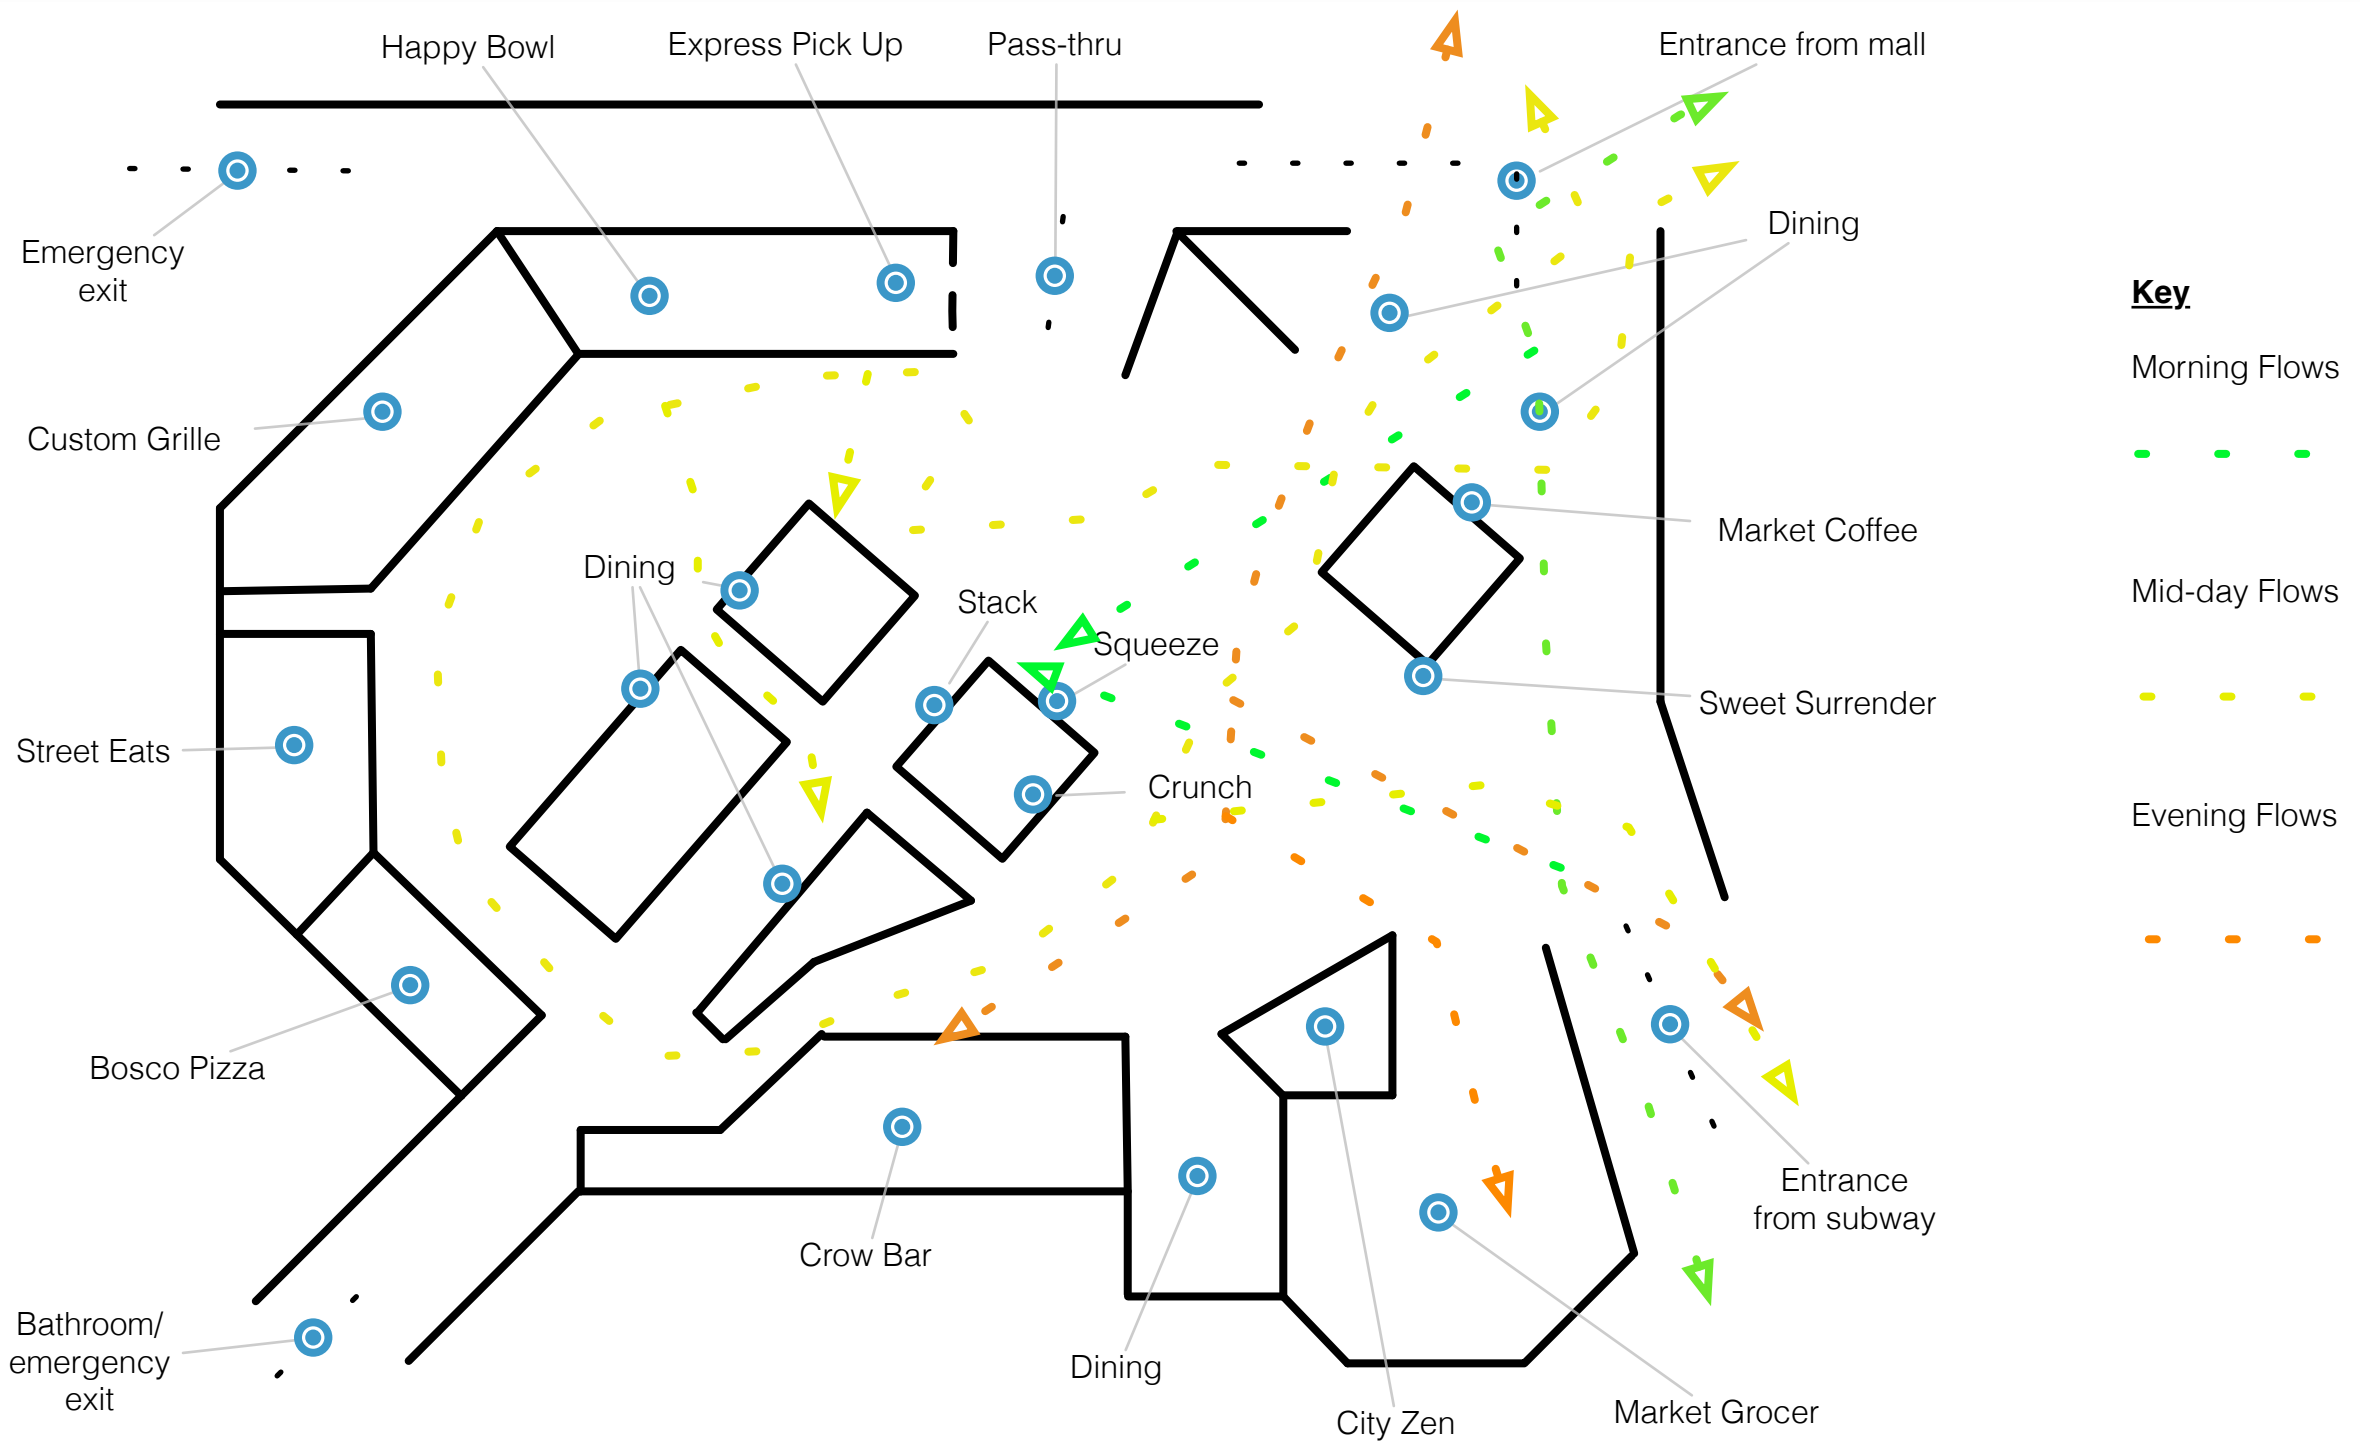 Happy Bowl
Express Pick Up
Pass-thru
Entrance from mall
Dining
Emergency
exit
Key
Morning Flows
Custom Grille
Market Coffee
Dining
Stack
Squeeze
Mid-day Flows
Sweet Surrender
Street Eats
Crunch
Evening Flows
Bosco Pizza
Entrance
from subway
Crow Bar
Bathroom/
emergency
exit
Dining
City Zen
Market Grocer